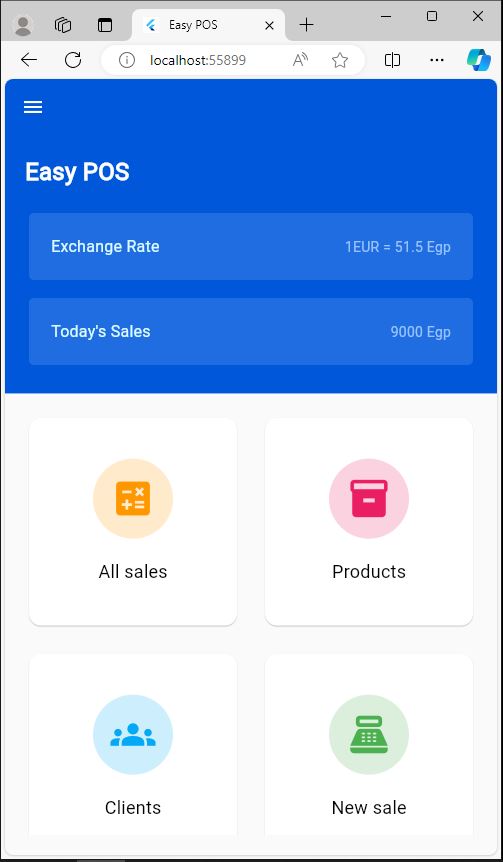 Easy POS
localhost:55899
Easy POS
Exchange Rate 1EUR = 51.5 Egp
Today's Sales 9000 Egp
All sales Products
Clients New sale